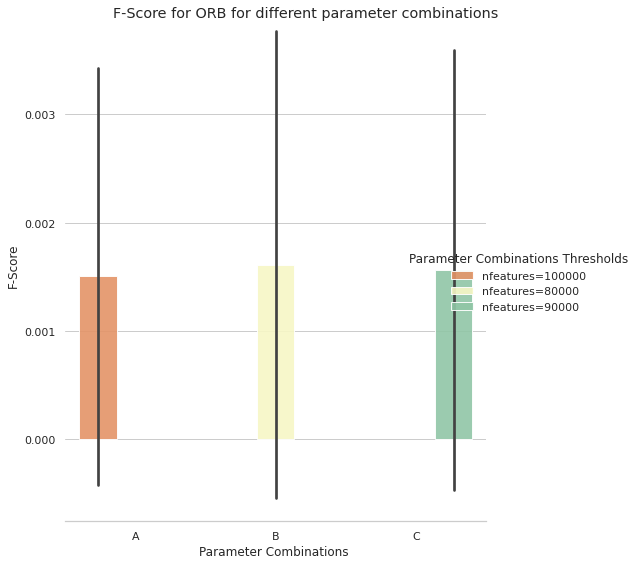 F-Score for ORB for different parameter combinations
0.003
0.002
0.001
0.000
F-Score
Parameter Combinations Thresholds
nfeatures=100000
nfeatures=80000
nfeatures=90000
A B C
Parameter Combinations